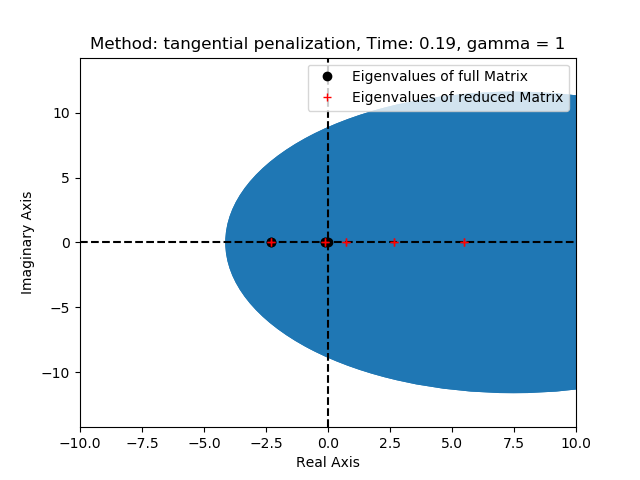 Method: tangential penalization, Time: 0.19, gamma = 1
Eigenvalues of full Matrix
Eigenvalues of reduced Matrix
10
5
0
−5
−10
Imaginary Axis
−10.0 −7.5 −5.0 −2.5 0.0 2.5 5.0 7.5 10.0
Real Axis